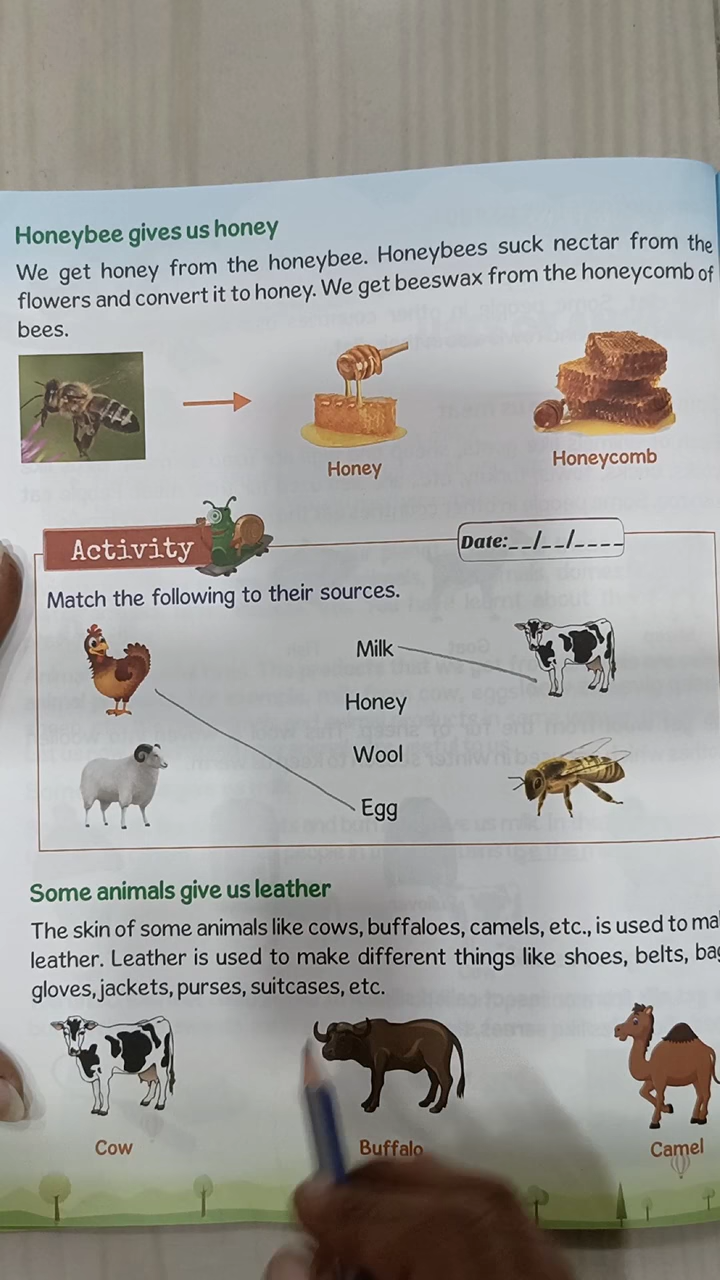 Honeybee gives us honey
We get honey from the honeybee. Honeybees suck nectar from the
flowers and convert it to honey. We get beeswax from the honeycomb of
bees.
Honey
Honeycomb
Activity
Date:__/__/____
Match the following to their sources.
Milk
Honey
Wool
Egg
Some animals give us leather
The skin of some animals like cows, buffaloes, camels, etc., is used to
leather. Leather is used to make different things like shoes, belts,
gloves, jackets, purses, suitcases, etc.
Cow
Buffalo
Camel